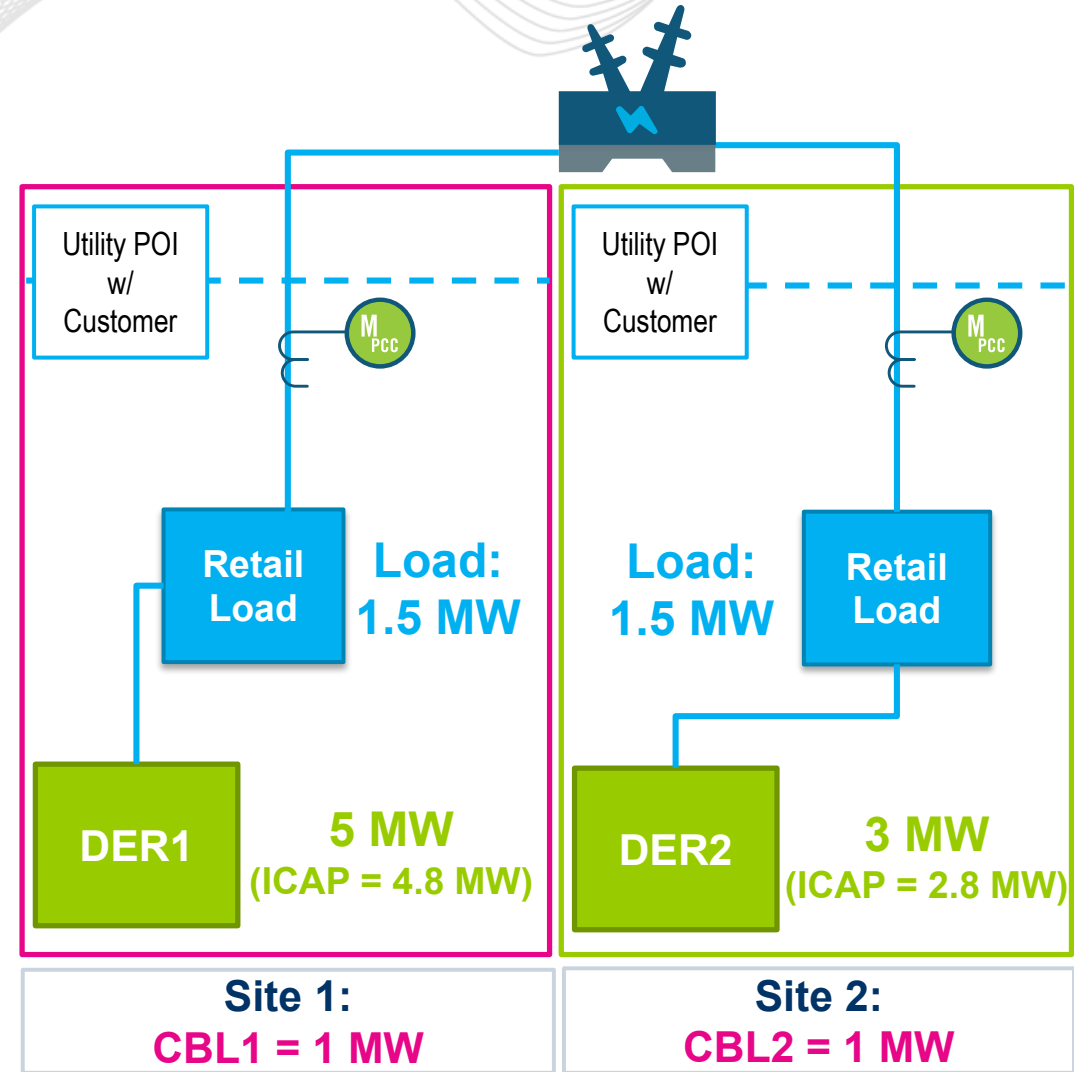 Utility POI
w/
Customer
M
PCC
Retail
Load
Load:
1.5 MW
DER1
5 MW
(ICAP = 4.8 MW)
Site 1:
CBL1 = 1 MW
Utility POI
w/
Customer
M
PCC
Load:
1.5 MW
Retail
Load
DER2
3 MW
(ICAP = 2.8 MW)
Site 2:
CBL2 = 1 MW